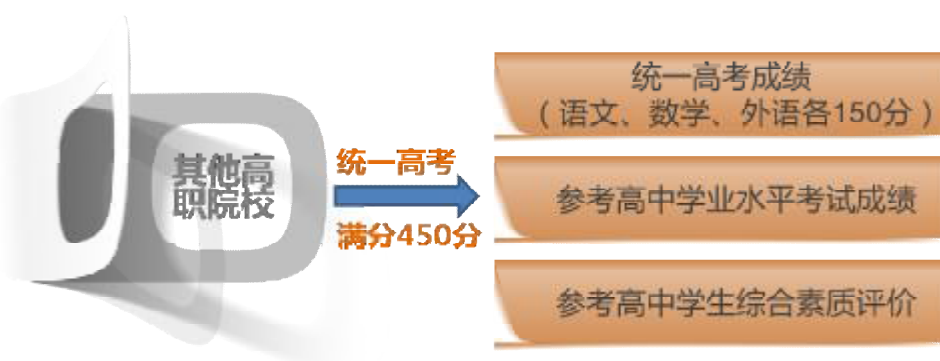 其他高
职院校
统一高考
满分450分
统一高考成绩
（语文、数学、外语各150分）
参考高中学业水平考试成绩
参考高中学生综合素质评价